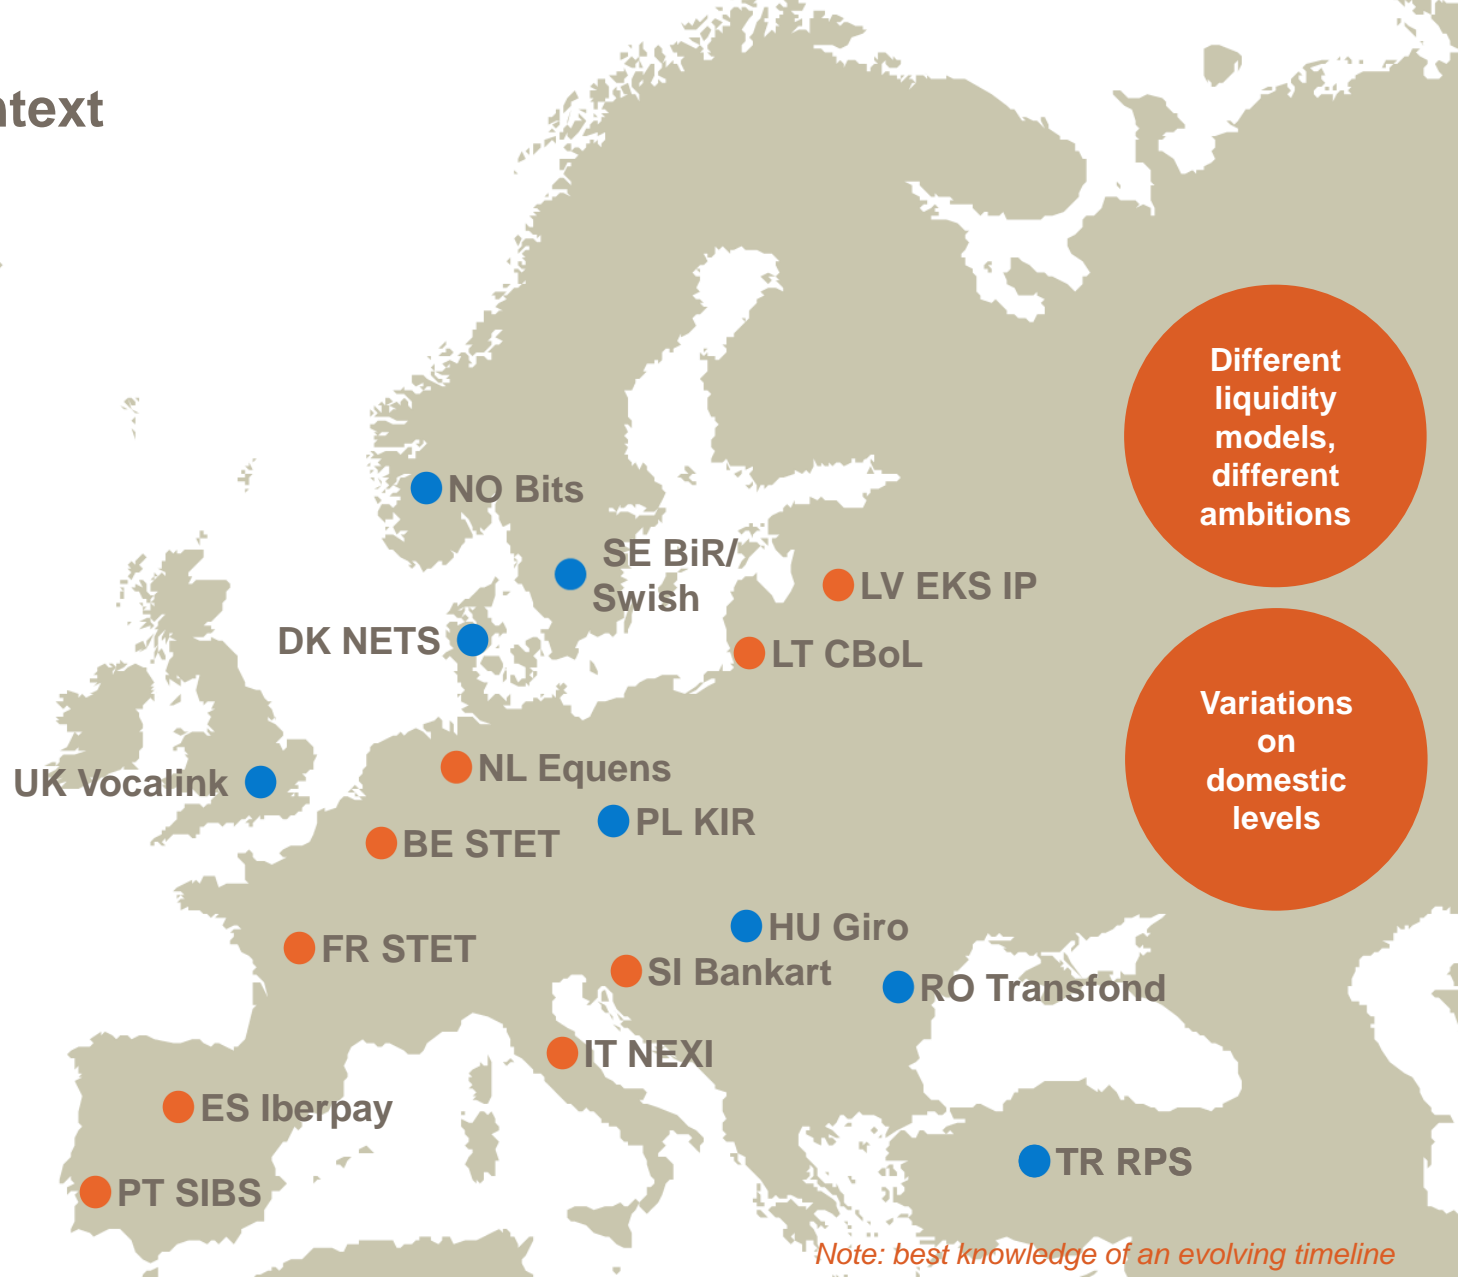 ntext
Different
liquidity
models,
different
ambitions
NO Bits
SE BiR/
Swish
LV EKS IP
DK NETS
LT CBoL
Variations
on
domestic
levels
NL Equens
UK Vocalink
PL KIR
BE STET
HU Giro
FR STET
SI Bankart
RO Transfond
IT NEXI
ES Iberpay
TR RPS
PT SIBS
Note: best knowledge of an evolving timeline